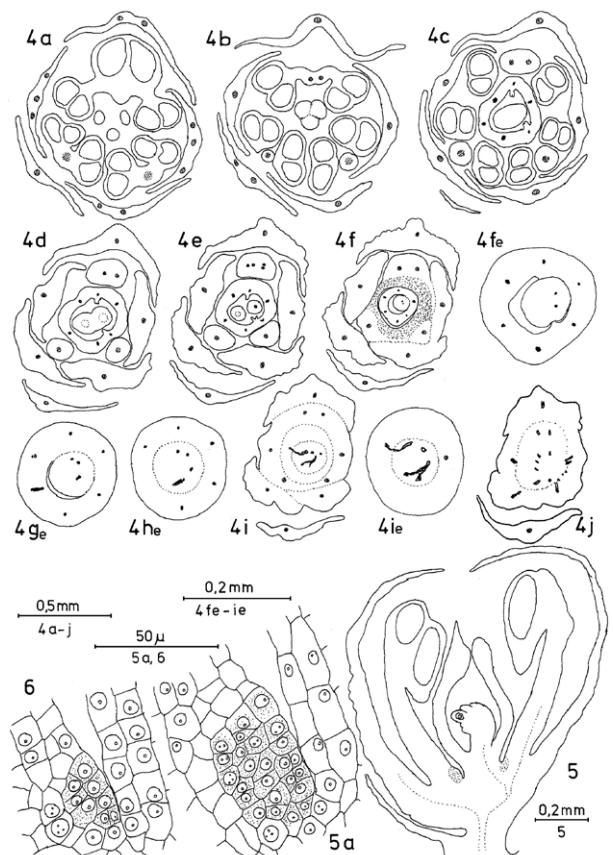 4a 4b 4c
4d 4e 4f 4fe
4ge 4he 4i 4ie 4j
0,5mm
4a-j
0,2mm
4fe-ie
50μ
5a, 6
6
5a
5
0,2mm
5